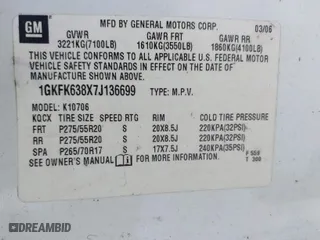 GM
MFD BY GENERAL MOTORS CORP. 03/06
GVWR GAWR FRT GAWR RR
3221KG(7100LB) 1610KG(3550LB) 1860KG(4100LB)
THIS VEHICLE CONFORMS TO ALL APPLICABLE U.S. FEDERAL MOTOR
VEHICLE SAFETY STANDARDS IN EFFECT ON THE DATE OF
MANUFACTURE SHOWN ABOVE.
1GKFK638X7J136699 TYPE: M.P.V.
MODEL: K10706
KQCX TIRE SIZE SPEED RTG RIM COLD TIRE PRESSURE
FRT P275/55R20 S 20X8.5J 220KPA(32PSI)
RR P275/55R20 S 20X8.5J 220KPA(32PSI)
SPA P265/70R17 S 17X7.5J 240KPA(35PSI)
SEE OWNER'S MANUAL FOR MORE INFORMATION.
DEALER'S AUTO AUCTION